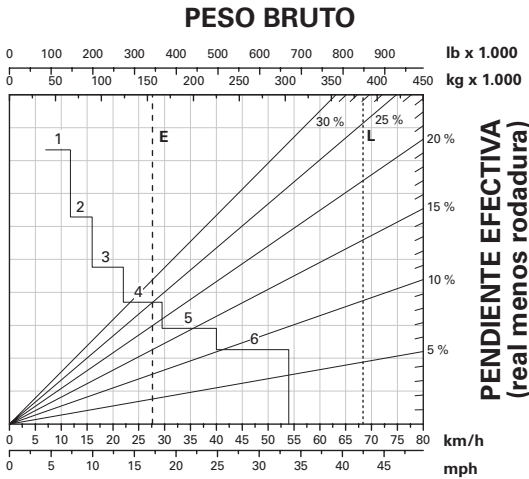 PESO BRUTO
0 100 200 300 400 500 600 700 800 900 lb x 1.000
0 50 100 150 200 250 300 350 400 450 kg x 1.000
1 E 30 % 25 % L 20 %
2
15 %
3
4 10 %
5
6
5 %
PENDIENTE EFECTIVA
(real menos rodadura)
0 5 10 15 20 25 30 35 40 45 50 55 60 65 70 75 80 km/h
0 5 10 15 20 25 30 35 40 45 mph